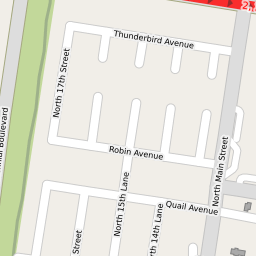 Thunderbird Avenue
North 17th Street
Robin Avenue
North Main Street
North 15th Lane
Quail Avenue
North 14th Lane
Street
Boulevard